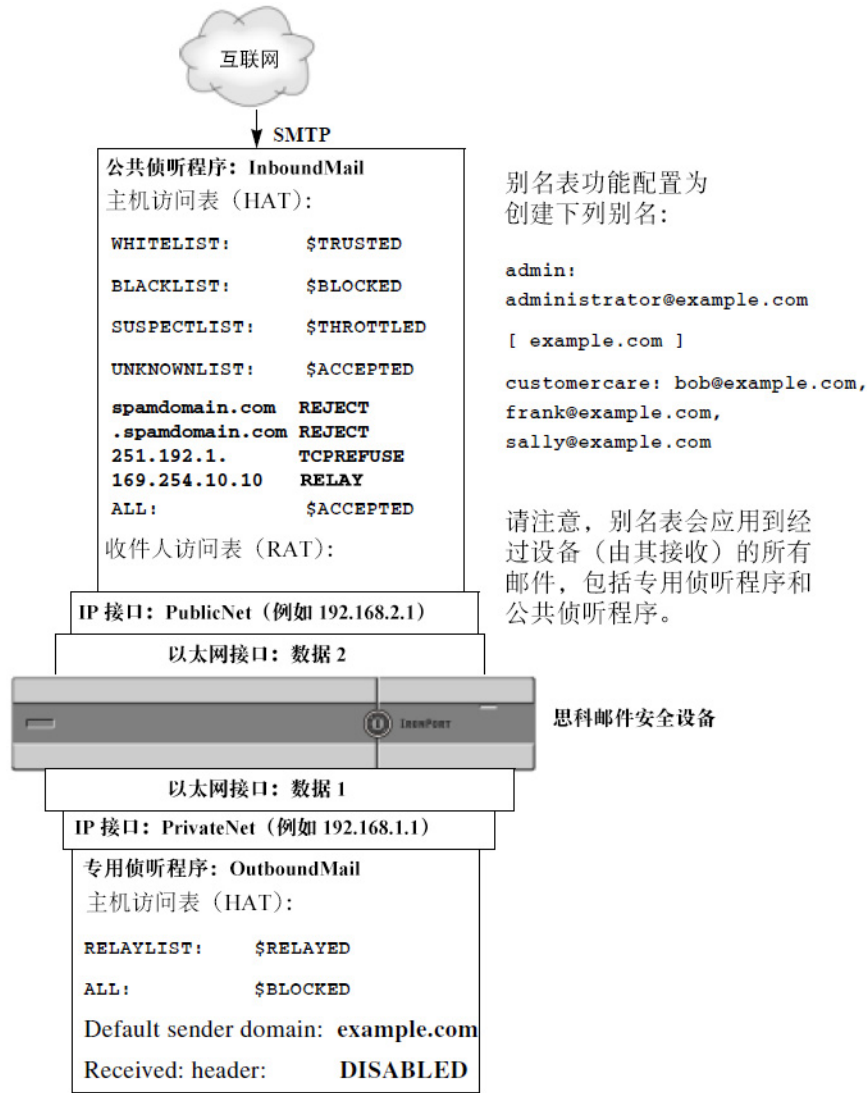 互联网
SMTP
公共侦听程序：InboundMail
主机访问表（HAT）：
WHITELIST: $TRUSTED
BLACKLIST: $BLOCKED
SUSPECTLIST: $THROTTLED
UNKNOWNLIST: $ACCEPTED
spamdomain.com REJECT
.spamdomain.com REJECT
251.192.1. TCPREFUSE
169.254.10.10 RELAY
ALL: $ACCEPTED
收件人访问表（RAT）：
IP 接口：PublicNet（例如 192.168.2.1）
以太网接口：数据 2
别名表功能配置为
创建下列别名：
admin:
administrator@example.com
[ example.com ]
customercare: bob@example.com,
frank@example.com,
sally@example.com
请注意，别名表会应用到经
过设备（由其接收）的所有
邮件，包括专用侦听程序和
公共侦听程序。
IRONPORT
思科邮件安全设备
以太网接口：数据 1
IP 接口：PrivateNet（例如 192.168.1.1）
专用侦听程序：OutboundMail
主机访问表（HAT）：
RELAYLIST: $RELAYED
ALL: $BLOCKED
Default sender domain: example.com
Received: header: DISABLED